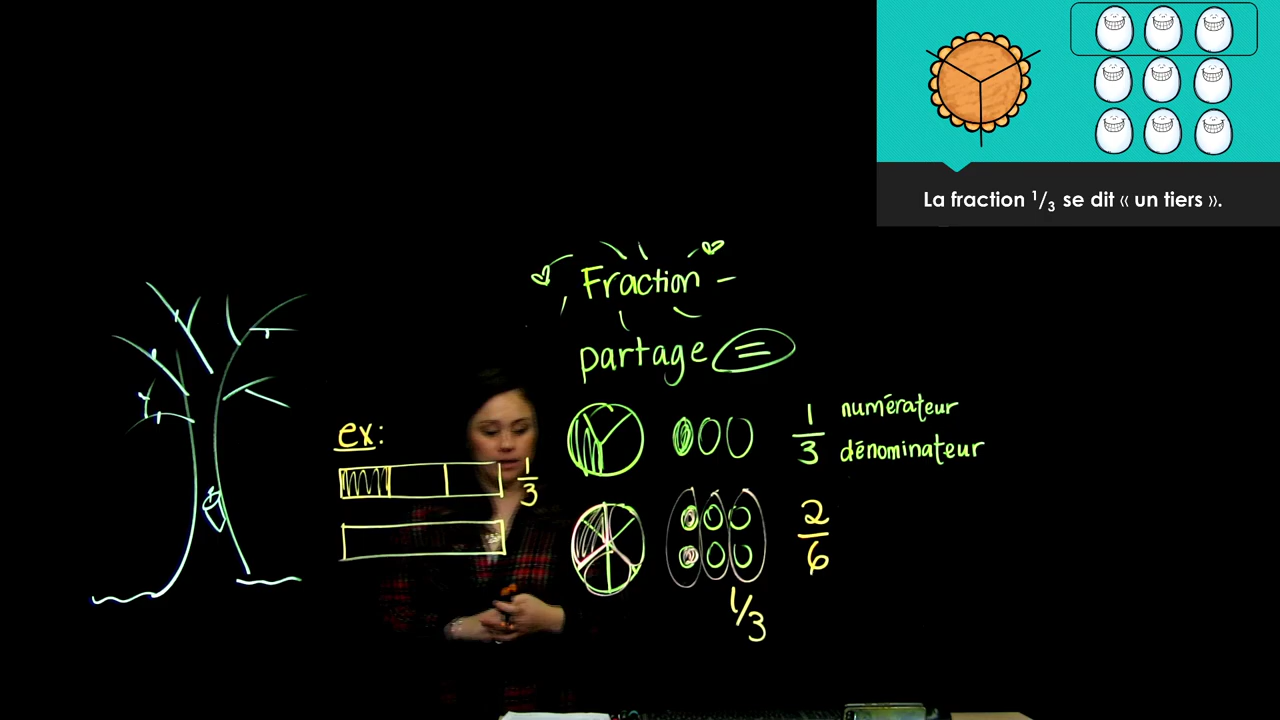 La fraction 1/3 se dit « un tiers ».
Fraction
partage =
ex:
1/3
1/3
numérateur
dénominateur
2/6
1/3